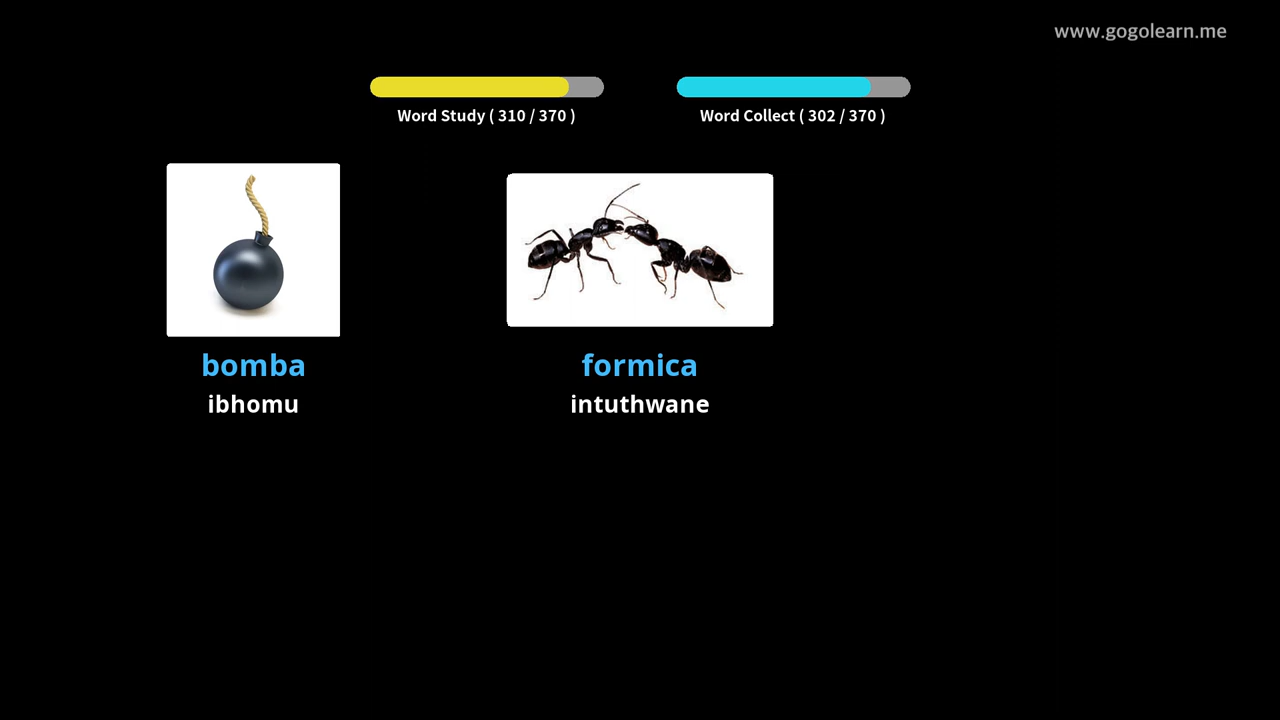 www.gogolearn.me
Word Study ( 310 / 370 )
Word Collect ( 302 / 370 )
bomba
ibhomu
formica
intuthwane